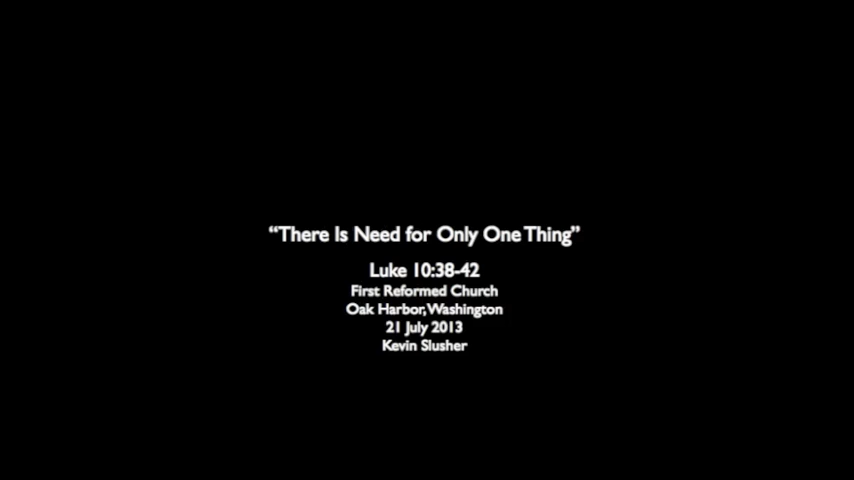 “There Is Need for Only One Thing”
Luke 10:38-42
First Reformed Church
Oak Harbor, Washington
21 July 2013
Kevin Slusher